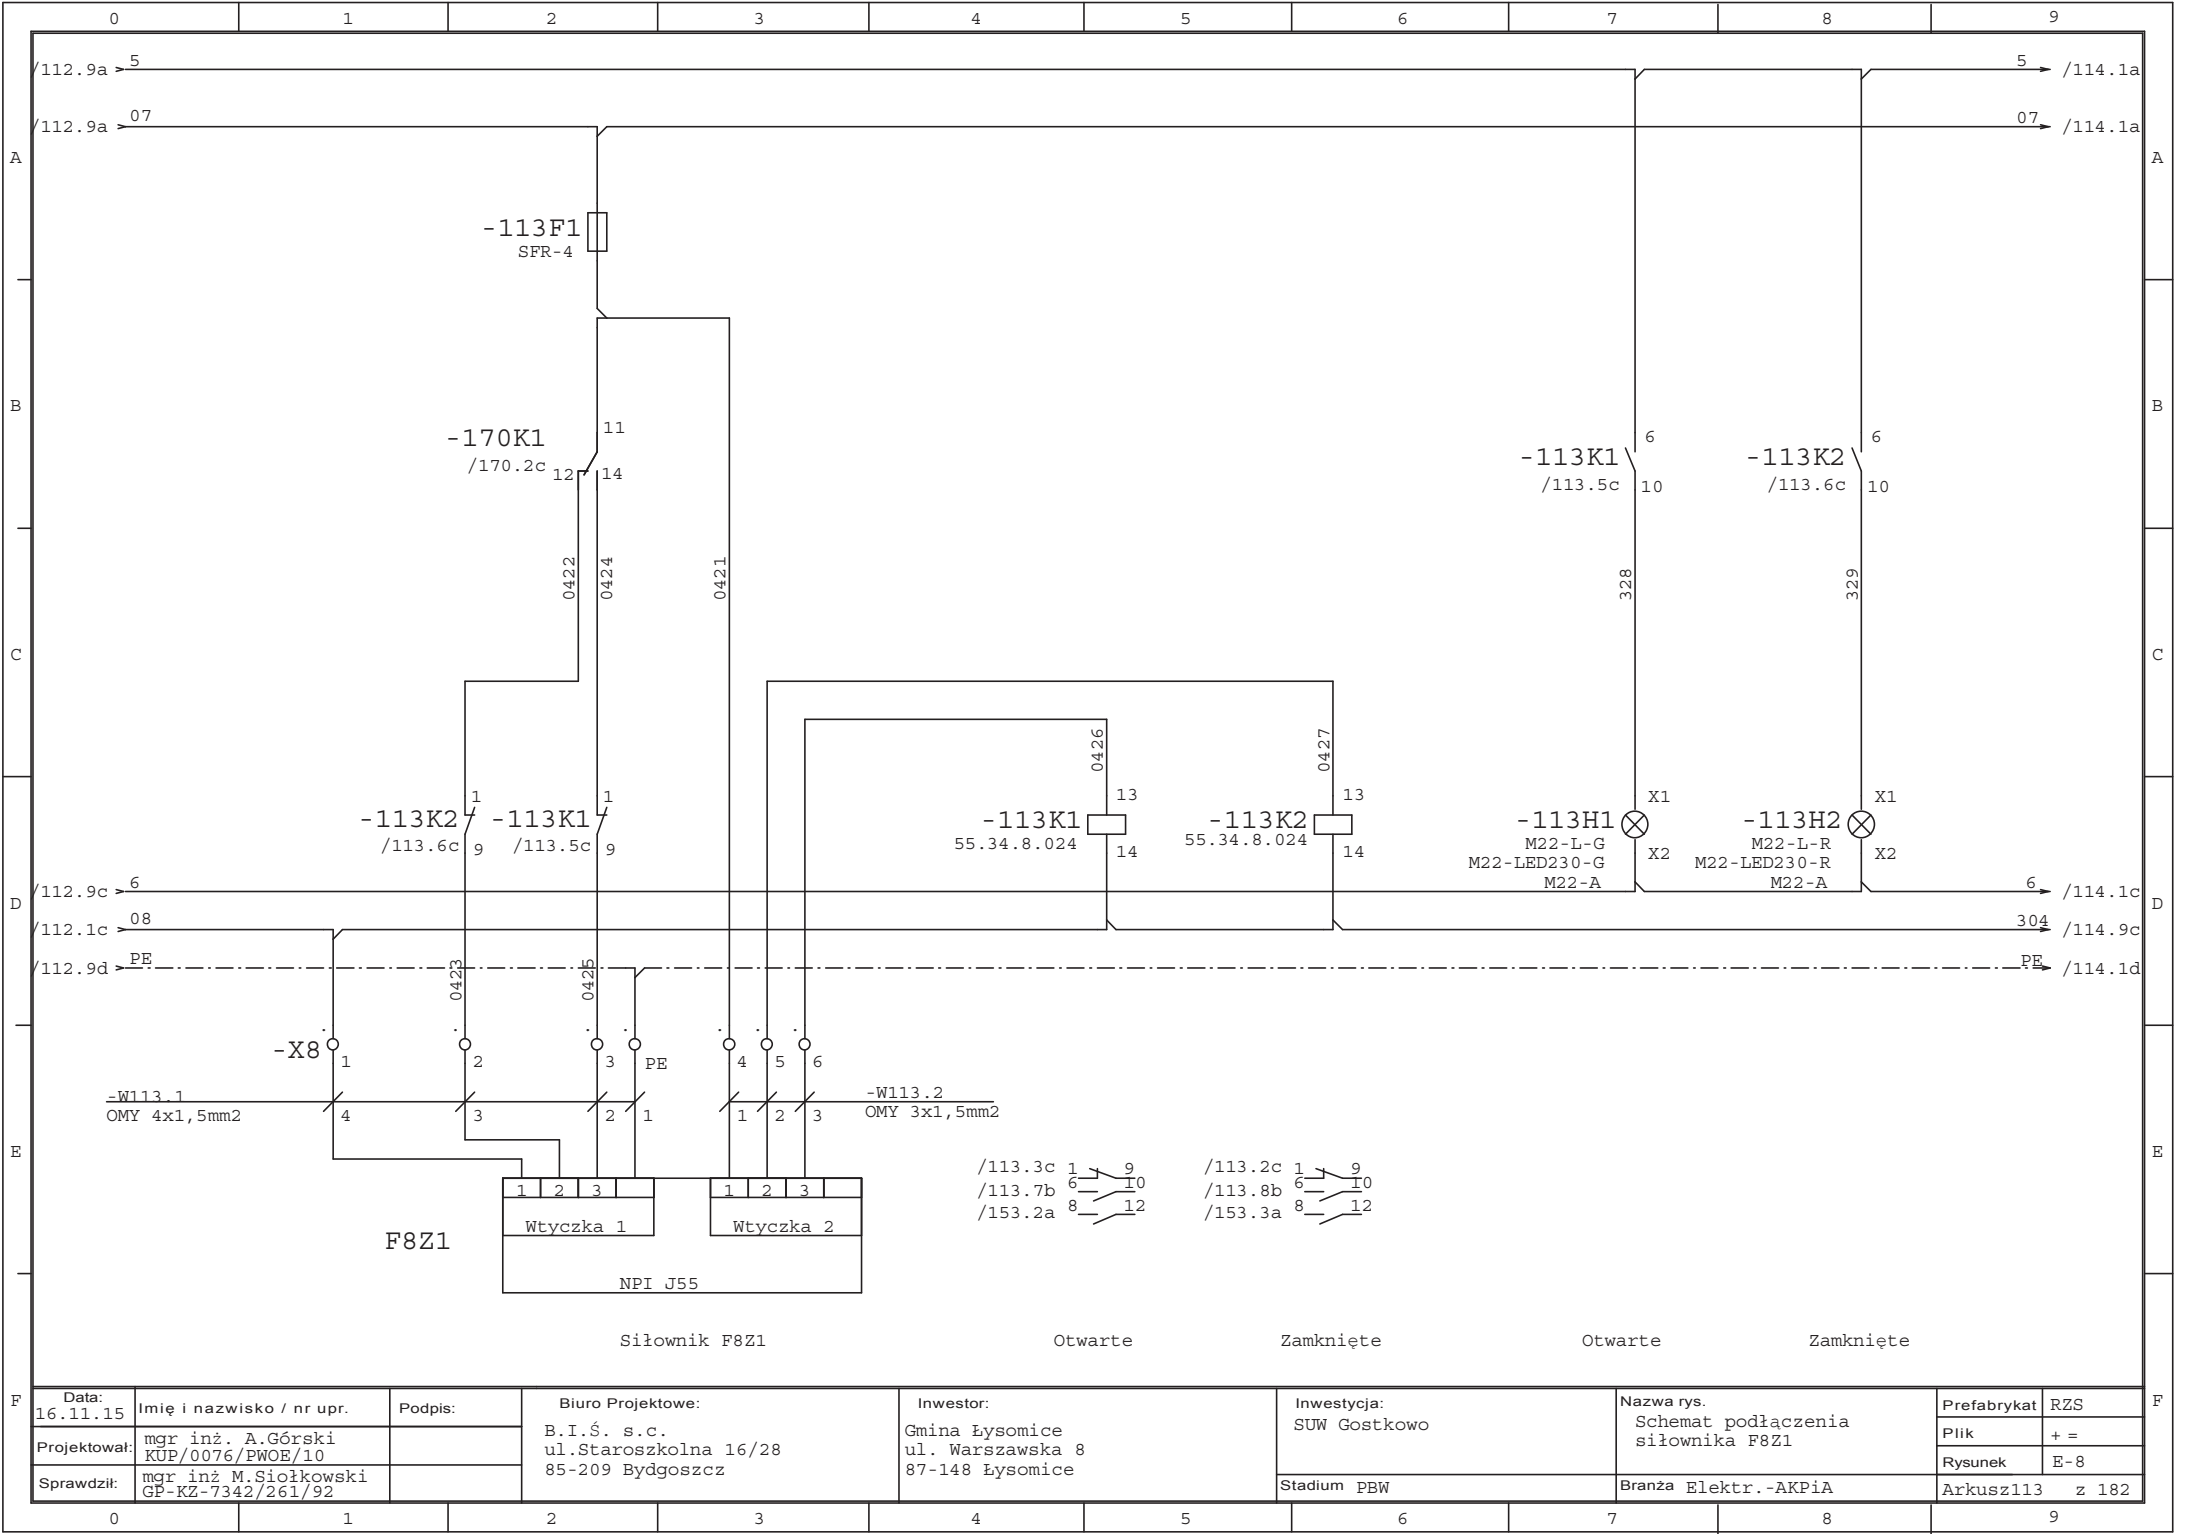 0 1 2 3 4 5 6 7 8 9
/112.9a 5 5 /114.1a
/112.9a 07 07 /114.1a
A A
-113F1
SFR-4
B B
-170K1 11
/170.2c 12 14
-113K1 6
/113.5c 10
-113K2 6
/113.6c 10
0422 0424 0421 328 329
C C
0426 0427
-113K2 1
/113.6c 9
-113K1 1
/113.5c 9
-113K1 13
55.34.8.024
14
-113K2 13
55.34.8.024
14
-113H1 X1
M22-L-G
M22-LED230-G X2
M22-A
-113H2 X1
M22-L-R
M22-LED230-R X2
M22-A
/112.9c 6 6 /114.1c
D D
/112.1c 08 304 /114.9c
/112.9d PE PE /114.1d
0423 0425
-X8 1 2 3 PE 4 5 6
-W113.1
OMY 4x1,5mm2
4 3 2 1 1 2 3
-W113.2
OMY 3x1,5mm2
E E
1 2 3 1 2 3
Wtyczka 1 Wtyczka 2
F8Z1
NPI J55
/113.3c 1 9
/113.7b 6 10
/153.2a 8 12
/113.2c 1 9
/113.8b 6 10
/153.3a 8 12
Siłownik F8Z1 Otwarte Zamknięte Otwarte Zamknięte
F F
Data:
16.11.15
Imię i nazwisko / nr upr.
Podpis:
Projektował:
mgr inż. A.Górski
KUP/0076/PWOE/10
Sprawdził:
mgr inż M.Siołkowski
GP-KZ-7342/261/92
Biuro Projektowe:
B.I.Ś. s.c.
ul.Staroszkolna 16/28
85-209 Bydgoszcz
Inwestor:
Gmina Łysomice
ul. Warszawska 8
87-148 Łysomice
Inwestycja:
SUW Gostkowo
Stadium PBW
Nazwa rys.
Schemat podłączenia
siłownika F8Z1
Branża Elektr.-AKPiA
Prefabrykat RZS
Plik + =
Rysunek E-8
Arkusz113 z 182
0 1 2 3 4 5 6 7 8 9